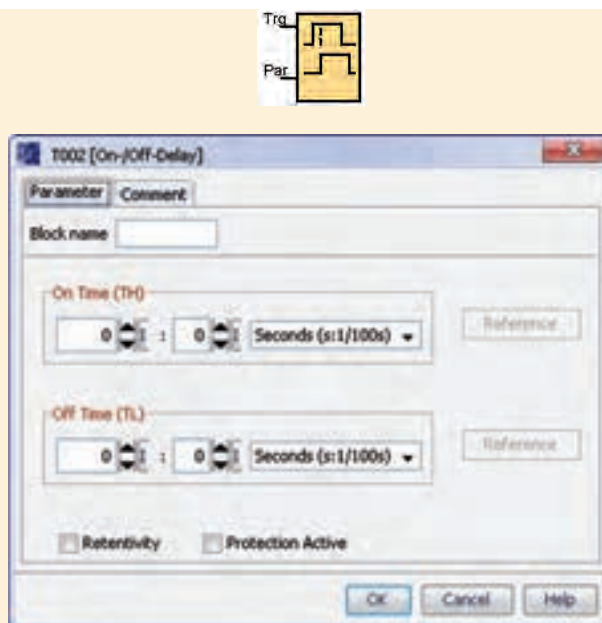 Trg
Par
T002 [On-/Off-Delay]
Parameter Comment
Block name
On Time (TH)
0 : 0 Seconds (s:1/100s)
Reference
Off Time (TL)
0 : 0 Seconds (s:1/100s)
Reference
Retentivity Protection Active
OK Cancel Help